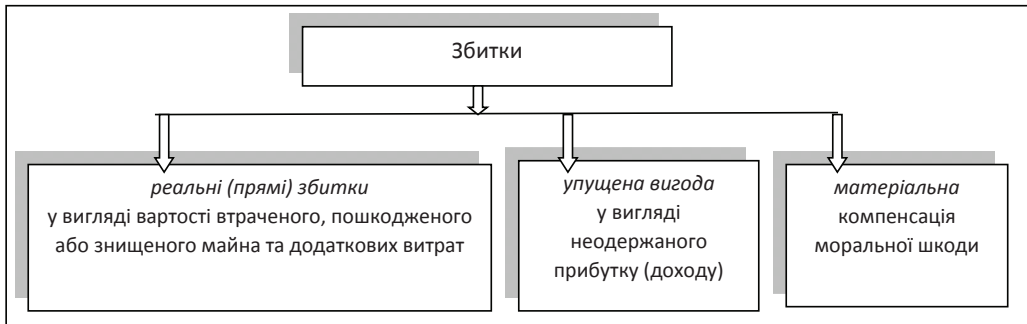 Збитки
реальні (прямі) збитки
у вигляді вартості втраченого, пошкодженого
або знищеного майна та додаткових витрат
упущена вигода
у вигляді
неодержаного
прибутку (доходу)
матеріальна
компенсація
моральної шкоди